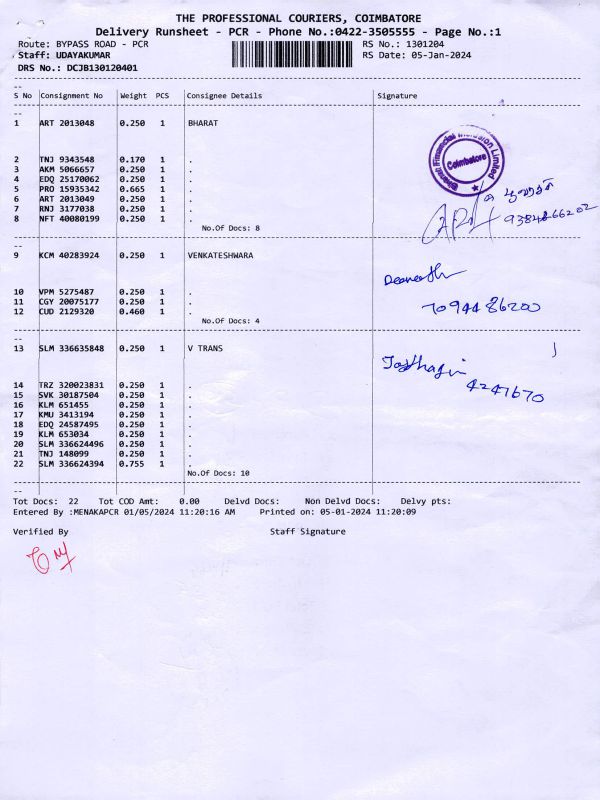 THE PROFESSIONAL COURIERS, COIMBATORE
Delivery Runsheet - PCR - Phone No.:0422-3505555 - Page No.:1
Route: BYPASS ROAD - PCR RS No.: 1301204
Staff: UDAYAKUMAR RS Date: 05-Jan-2024
DRS No.: DCJB130120401
S No Consignment No Weight PCS Consignee Details Signature
1 ART 2013048 0.250 1 BHARAT
2 TNJ 9343548 0.170 1 .
3 AKM 5066657 0.250 1 .
4 EDQ 25170062 0.250 1 .
5 PRO 15935342 0.665 1 .
6 ART 2013049 0.250 1 .
7 RNJ 3177038 0.250 1 .
8 NFT 40080199 0.250 1 .
No.Of Docs: 8
Coimbatore
9384866202
9 KCM 40283924 0.250 1 VENKATESHWARA
10 VPM 5275487 0.250 1 .
11 CGY 20075177 0.250 1 .
12 CUD 2129320 0.460 1 .
No.Of Docs: 4
7094486200
13 SLM 336635848 0.250 1 V TRANS
14 TRZ 320023831 0.250 1 .
15 SVK 30187504 0.250 1 .
16 KLM 651455 0.250 1 .
17 KMU 3413194 0.250 1 .
18 EDQ 24587495 0.250 1 .
19 KLM 653034 0.250 1 .
20 SLM 336624496 0.250 1 .
21 TNJ 148099 0.250 1 .
22 SLM 336624394 0.755 1 .
No.Of Docs: 10
4247670
Tot Docs: 22 Tot COD Amt: 0.00 Delvd Docs: Non Delvd Docs: Delvy pts:
Entered By :MENAKAPCR 01/05/2024 11:20:16 AM Printed on: 05-01-2024 11:20:09
Verified By Staff Signature